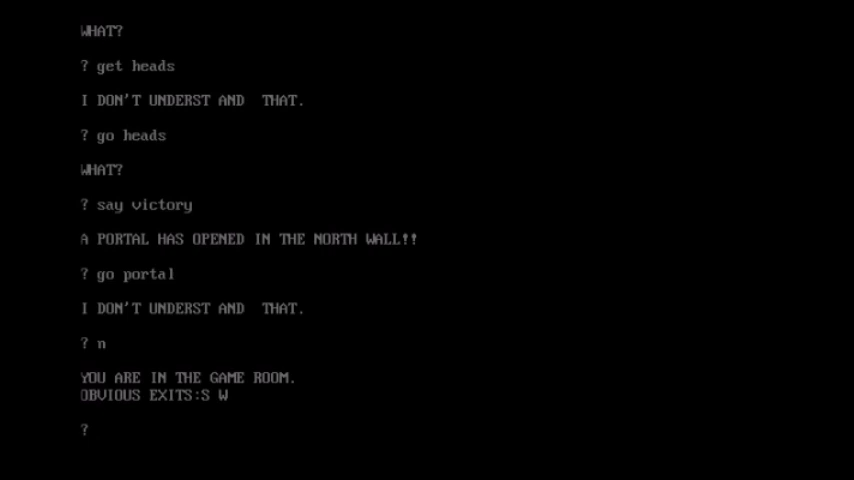 WHAT?
? get heads
I DON'T UNDERST AND  THAT.
? go heads
WHAT?
? say victory
A PORTAL HAS OPENED IN THE NORTH WALL!!
? go portal
I DON'T UNDERST AND  THAT.
? n
YOU ARE IN THE GAME ROOM.
OBVIOUS EXITS:S W
?